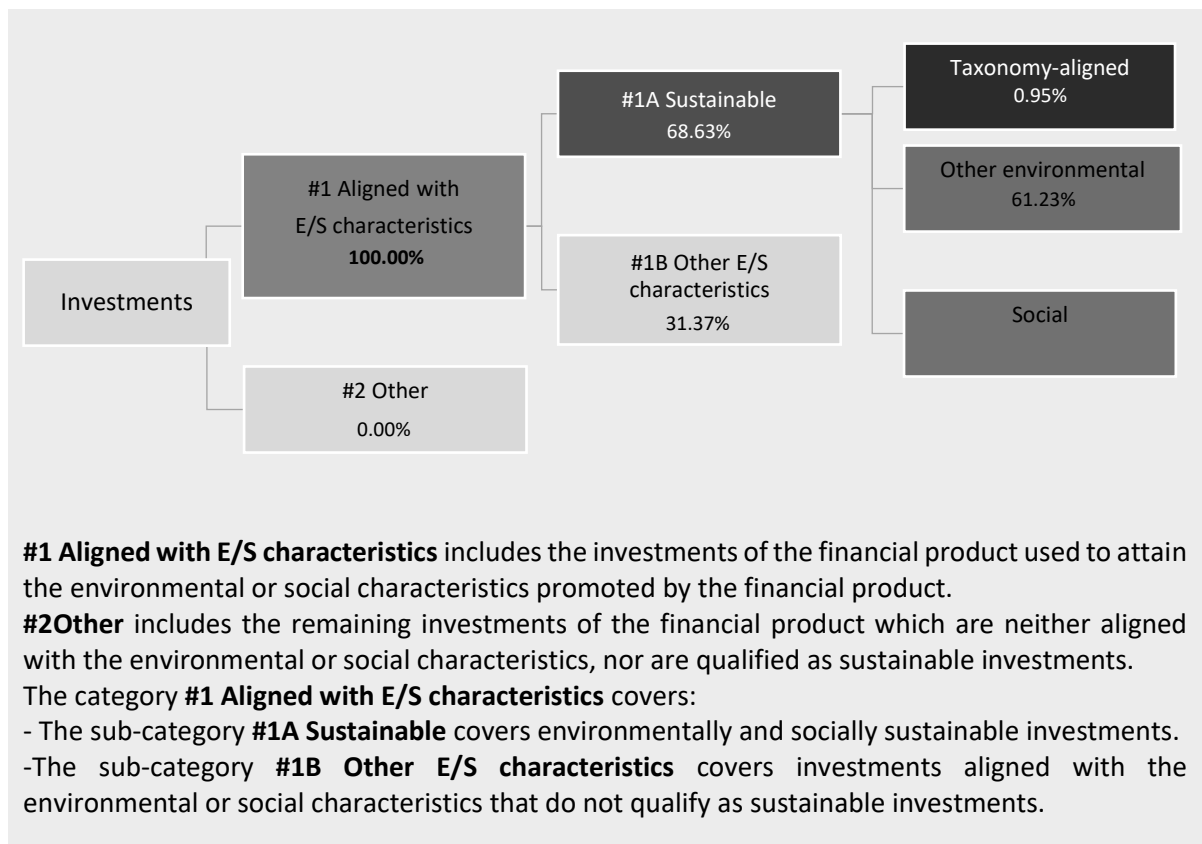 Investments
#1 Aligned with
E/S characteristics
100.00%
#2 Other
0.00%
#1A Sustainable
68.63%
#1B Other E/S
characteristics
31.37%
Taxonomy-aligned
0.95%
Other environmental
61.23%
Social
#1 Aligned with E/S characteristics includes the investments of the financial product used to attain
the environmental or social characteristics promoted by the financial product.
#2Other includes the remaining investments of the financial product which are neither aligned
with the environmental or social characteristics, nor are qualified as sustainable investments.
The category #1 Aligned with E/S characteristics covers:
- The sub-category #1A Sustainable covers environmentally and socially sustainable investments.
-The sub-category #1B Other E/S characteristics covers investments aligned with the
environmental or social characteristics that do not qualify as sustainable investments.